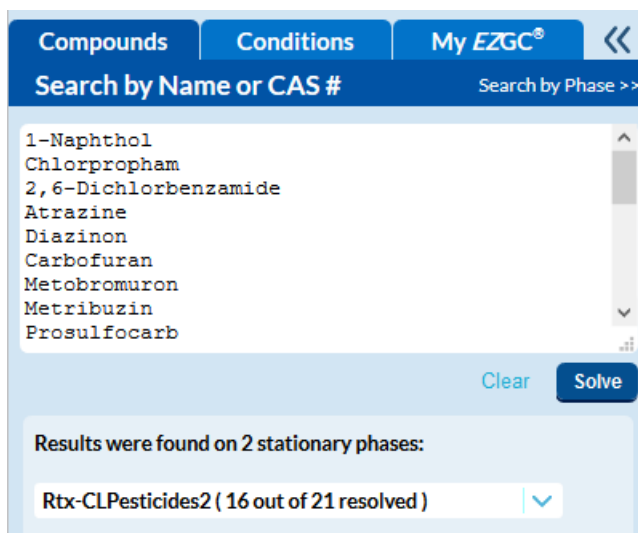 Compounds Conditions My EZGC® «
Search by Name or CAS # Search by Phase >>
1-Naphthol
Chlorpropham
2,6-Dichlorbenzamide
Atrazine
Diazinon
Carbofuran
Metobromuron
Metribuzin
Prosulfocarb
Clear Solve
Results were found on 2 stationary phases:
Rtx-CLPesticides2 ( 16 out of 21 resolved )